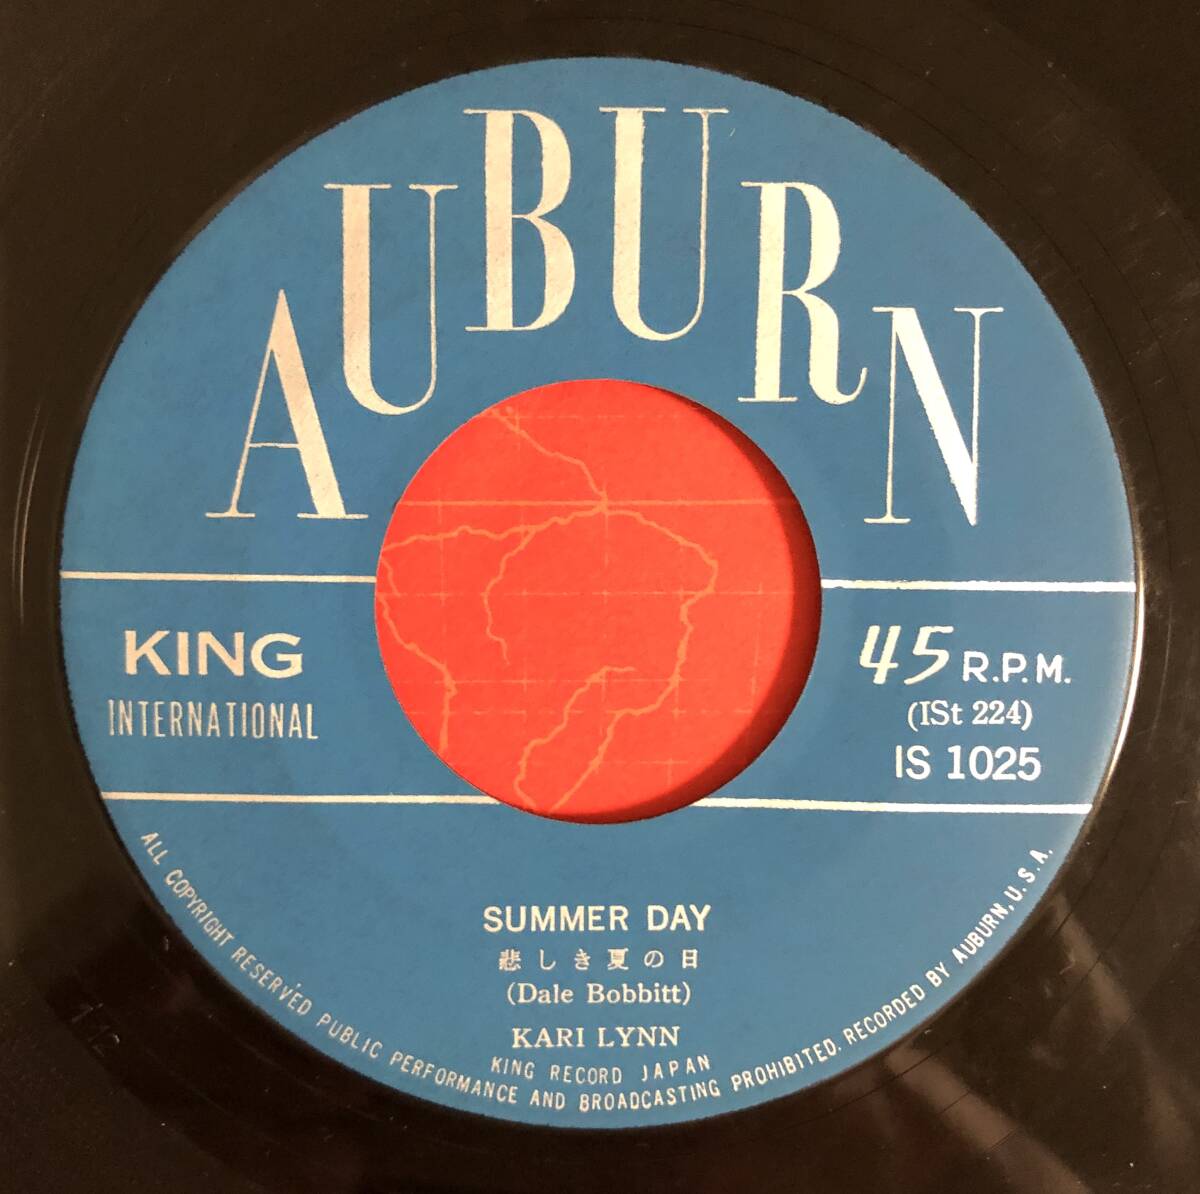 AUBURN
KING
INTERNATIONAL
45 R.P.M.
(ISt 224)
IS 1025
SUMMER DAY
悲しき夏の日
(Dale Bobbitt)
KARI LYNN
KING RECORD JAPAN
ALL COPYRIGHT RESERVED PUBLIC PERFORMANCE AND BROADCASTING PROHIBITED. RECORDED BY AUBURN, U.S.A.